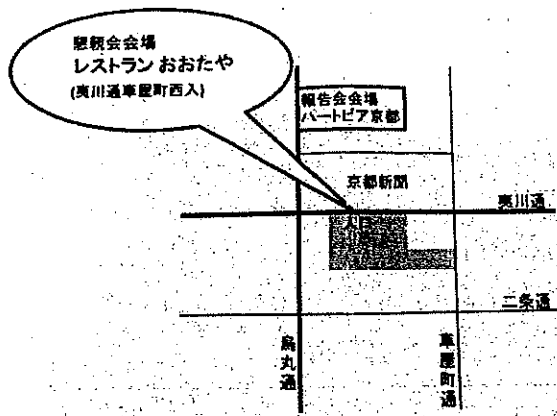 懇親会会場
レストラン おおたや
(夷川通車屋町西入)
報告会会場
ハートピア京都
京都新聞
夷川通
二条通
烏丸通
車屋町通